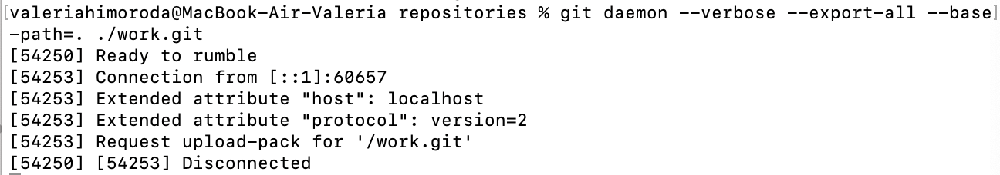 [valeriahimoroda@MacBook-Air-Valeria repositories % git daemon --verbose --export-all --base]
-path=. ./work.git
[54250] Ready to rumble
[54253] Connection from [::1]:60657
[54253] Extended attribute "host": localhost
[54253] Extended attribute "protocol": version=2
[54253] Request upload-pack for '/work.git'
[54250] [54253] Disconnected